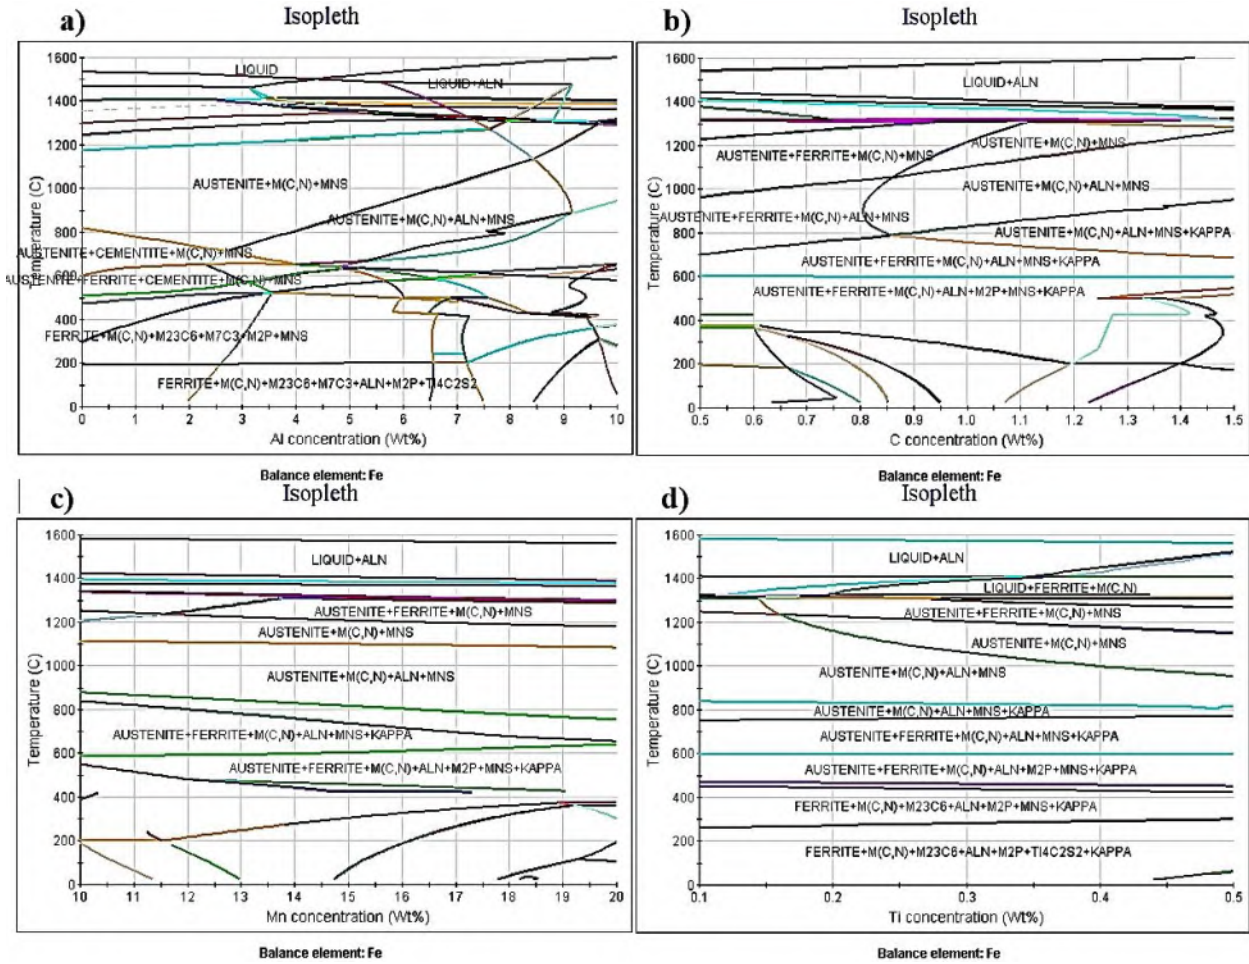 a)
Isopleth
1600
1400
1200
1000
800
600
400
200
0
Temperature (C)
LIQUID
LIQUID+ALN
AUSTENITE+M(C,N)+MNS
AUSTENITE+M(C,N)+ALN+MNS
AUSTENITE+CEMENTITE+M(C,N)+MNS
AUSTENITE+FERRITE+CEMENTITE+M(C,N)+MNS
FERRITE+M(C,N)+M23C6+M7C3+M2P+MNS
FERRITE+M(C,N)+M23C6+M7C3+ALN+M2P+TI4C2S2
0 1 2 3 4 5 6 7 8 9 10
Al concentration (Wt%)
Balance element: Fe
b)
Isopleth
1600
1400
1200
1000
800
600
400
200
0
Temperature (C)
LIQUID+ALN
AUSTENITE+FERRITE+M(C,N)+MNS
AUSTENITE+M(C,N)+MNS
AUSTENITE+M(C,N)+ALN+MNS
AUSTENITE+FERRITE+M(C,N)+ALN+MNS
AUSTENITE+M(C,N)+ALN+MNS+KAPPA
AUSTENITE+FERRITE+M(C,N)+ALN+MNS+KAPPA
AUSTENITE+FERRITE+M(C,N)+ALN+M2P+MNS+KAPPA
0.5 0.6 0.7 0.8 0.9 1.0 1.1 1.2 1.3 1.4 1.5
C concentration (Wt%)
Balance element: Fe
c)
Isopleth
1600
1400
1200
1000
800
600
400
200
0
Temperature (C)
LIQUID+ALN
AUSTENITE+FERRITE+M(C,N)+MNS
AUSTENITE+M(C,N)+MNS
AUSTENITE+M(C,N)+ALN+MNS
AUSTENITE+FERRITE+M(C,N)+ALN+MNS+KAPPA
AUSTENITE+FERRITE+M(C,N)+ALN+M2P+MNS+KAPPA
10 11 12 13 14 15 16 17 18 19 20
Mn concentration (Wt%)
Balance element: Fe
d)
Isopleth
1600
1400
1200
1000
800
600
400
200
0
Temperature (C)
LIQUID+ALN
LIQUID+FERRITE+M(C,N)
AUSTENITE+FERRITE+M(C,N)+MNS
AUSTENITE+M(C,N)+MNS
AUSTENITE+M(C,N)+ALN+MNS
AUSTENITE+M(C,N)+ALN+MNS+KAPPA
AUSTENITE+FERRITE+M(C,N)+ALN+MNS+KAPPA
AUSTENITE+FERRITE+M(C,N)+ALN+M2P+MNS+KAPPA
FERRITE+M(C,N)+M23C6+ALN+M2P+MNS+KAPPA
FERRITE+M(C,N)+M23C6+ALN+M2P+TI4C2S2+KAPPA
0.1 0.2 0.3 0.4 0.5
Ti concentration (Wt%)
Balance element: Fe